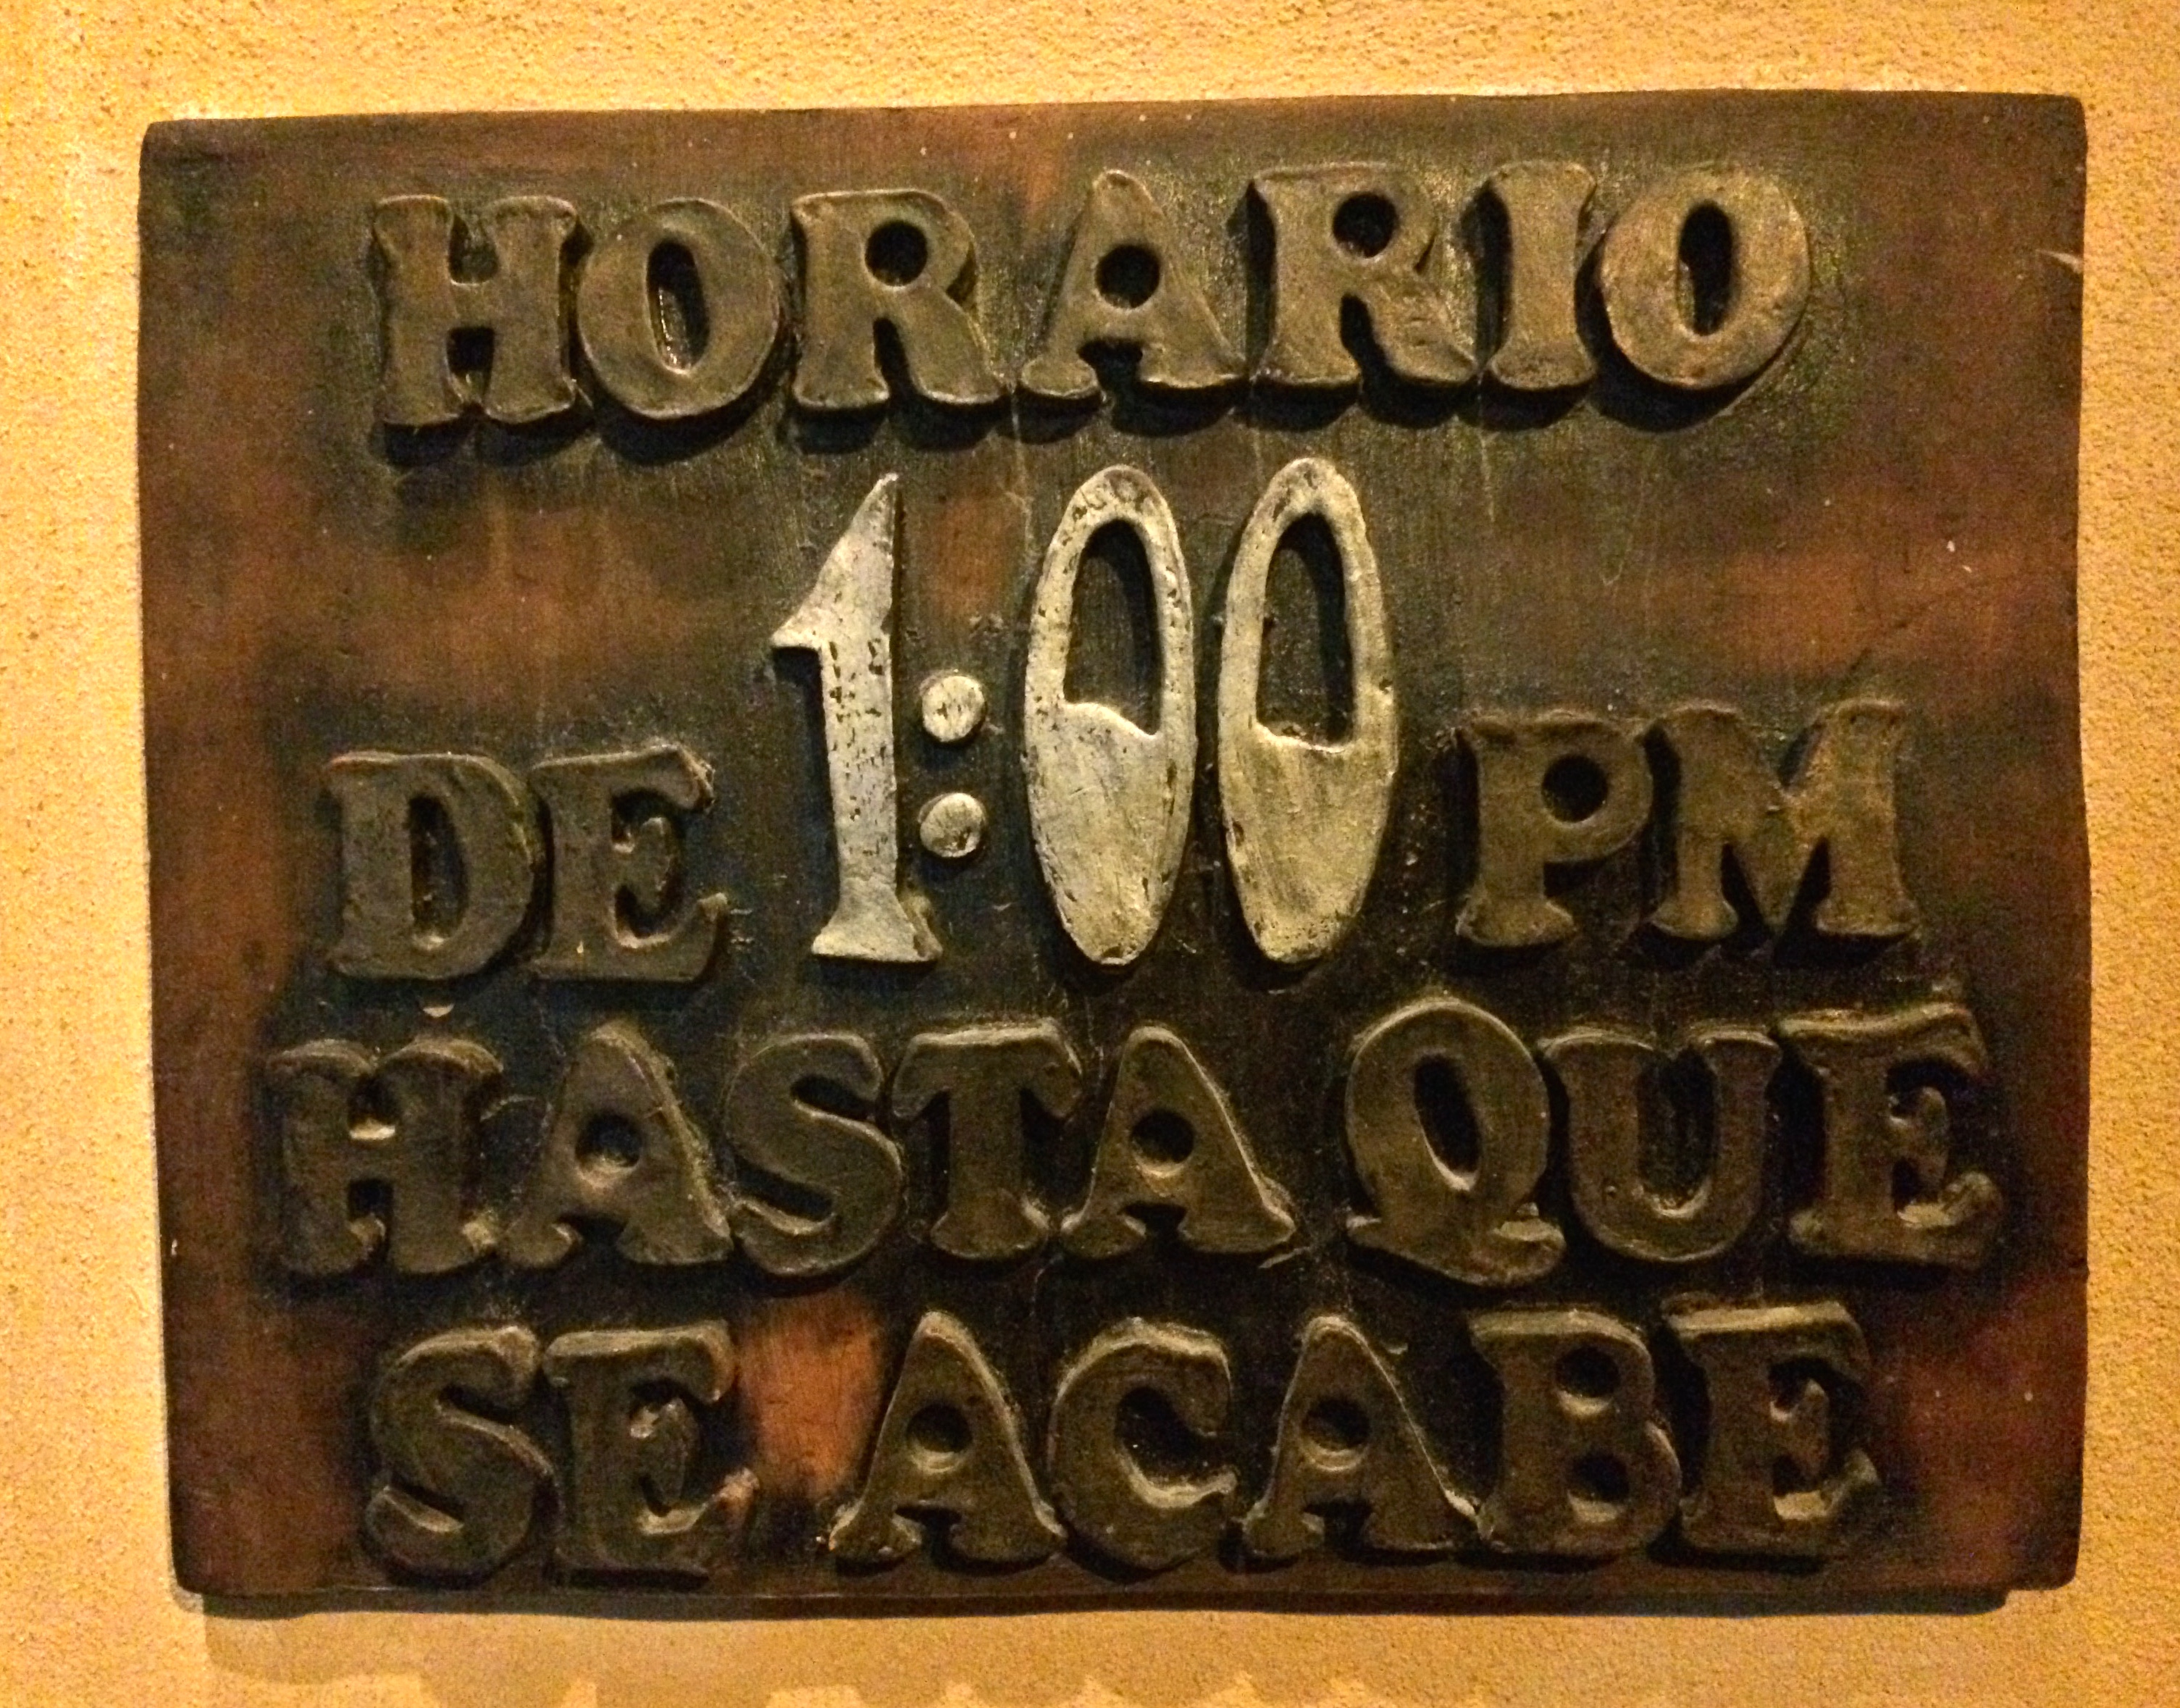 HORARIO
DE 1:00 PM
HASTA QUE
SE ACABE